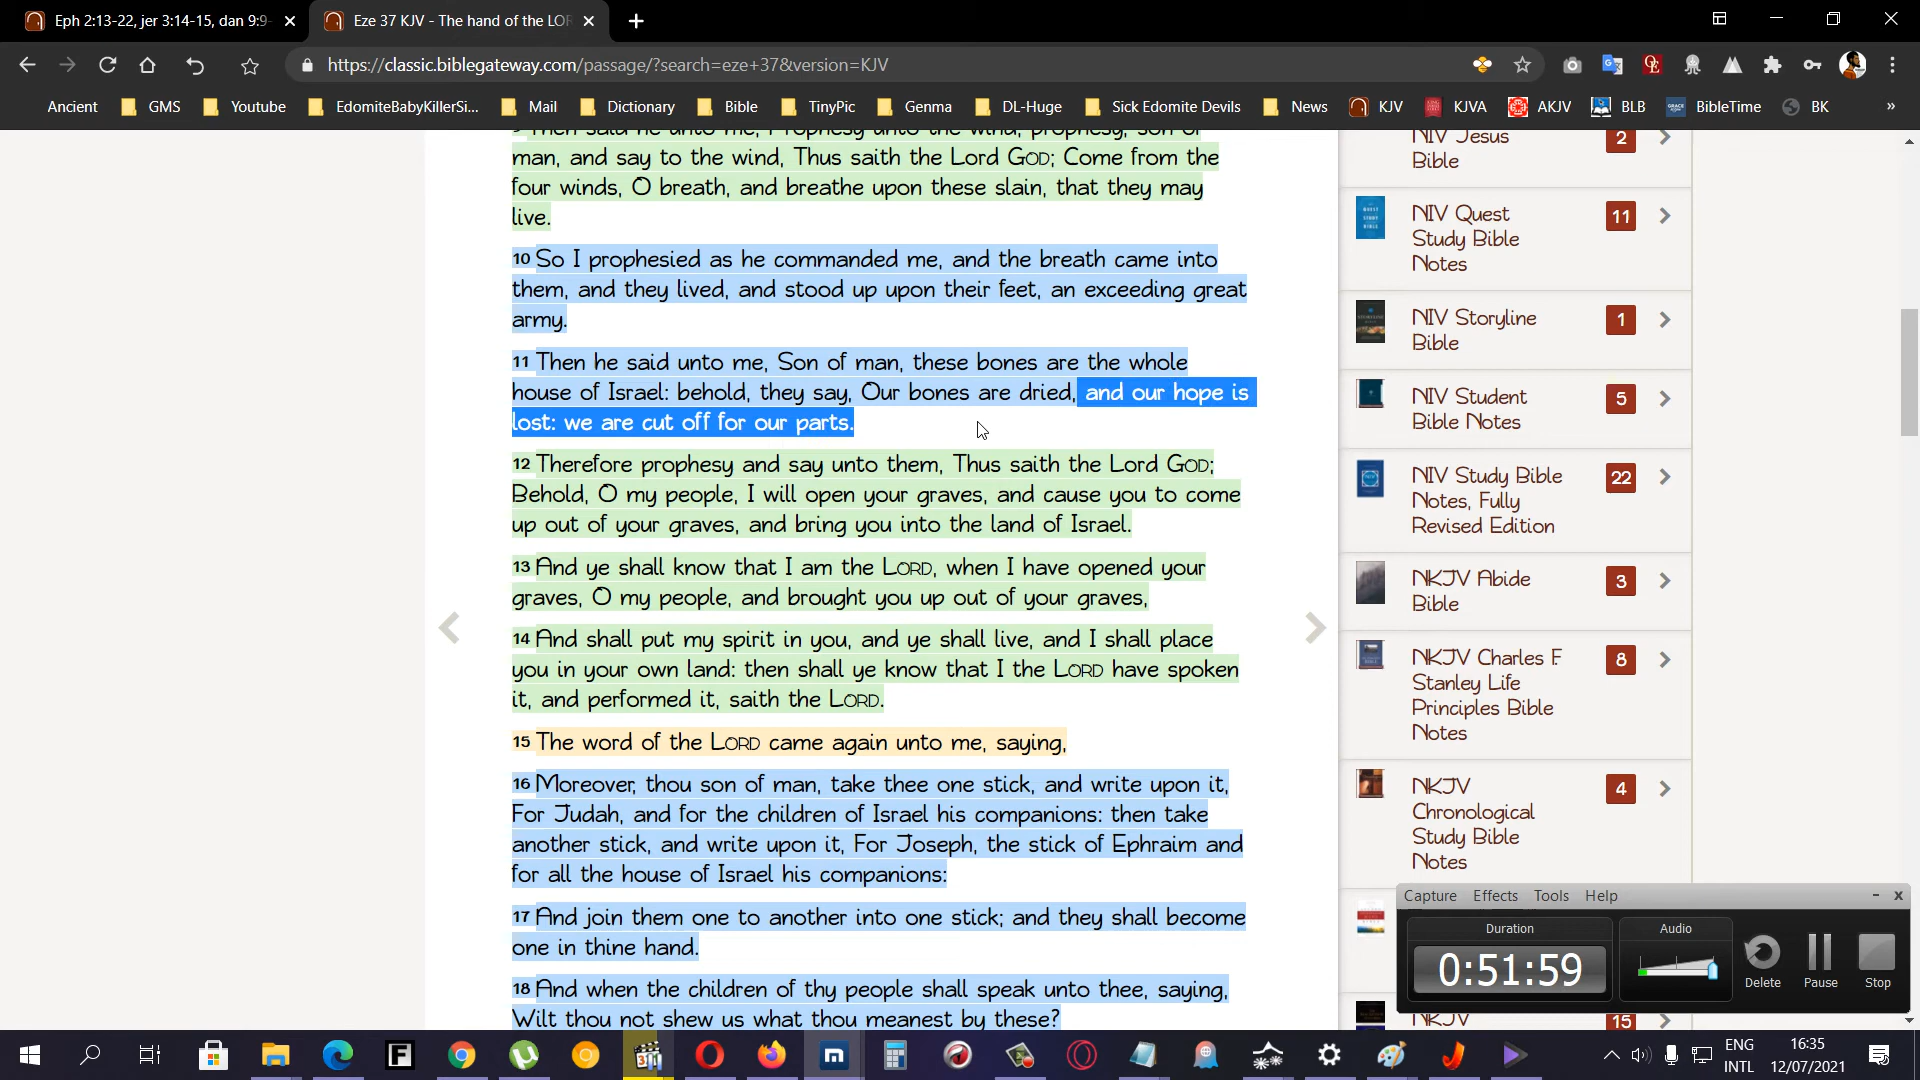 Eph 2:13-22, jer 3:14-15, dan 9:9-
Eze 37 KJV - The hand of the LOR
https://classic.biblegateway.com/passage/?search=eze+37&version=KJV
Ancient
GMS
Youtube
EdomiteBabyKillerSi...
Mail
Dictionary
Bible
TinyPic
Genma
DL-Huge
Sick Edomite Devils
News
KJV
KJVA
AKJV
BLB
BibleTime
BK
»
9 Then said he unto me, Prophesy unto the wind, prophesy, son of
man, and say to the wind, Thus saith the Lord GOD; Come from the
four winds, O breath, and breathe upon these slain, that they may
live.
10 So I prophesied as he commanded me, and the breath came into
them, and they lived, and stood up upon their feet, an exceeding great
army.
11 Then he said unto me, Son of man, these bones are the whole
house of Israel: behold, they say, Our bones are dried, and our hope is
lost: we are cut off for our parts.
12 Therefore prophesy and say unto them, Thus saith the Lord GOD;
Behold, O my people, I will open your graves, and cause you to come
up out of your graves, and bring you into the land of Israel.
13 And ye shall know that I am the LORD, when I have opened your
graves, O my people, and brought you up out of your graves,
14 And shall put my spirit in you, and ye shall live, and I shall place
you in your own land: then shall ye know that I the LORD have spoken
it, and performed it, saith the LORD.
15 The word of the LORD came again unto me, saying,
16 Moreover, thou son of man, take thee one stick, and write upon it,
For Judah, and for the children of Israel his companions: then take
another stick, and write upon it, For Joseph, the stick of Ephraim and
for all the house of Israel his companions:
17 And join them one to another into one stick; and they shall become
one in thine hand.
18 And when the children of thy people shall speak unto thee, saying,
Wilt thou not shew us what thou meanest by these?
NIV Jesus
Bible
2
NIV Quest
Study Bible
Notes
11
NIV Storyline
Bible
1
NIV Student
Bible Notes
5
NIV Study Bible
Notes, Fully
Revised Edition
22
NKJV Abide
Bible
3
NKJV Charles F.
Stanley Life
Principles Bible
Notes
8
NKJV
Chronological
Study Bible
Notes
4
NKJV
15
Capture Effects Tools Help
Duration
0:51:59
Audio
Delete
Pause
Stop
ENG
INTL
16:35
12/07/2021